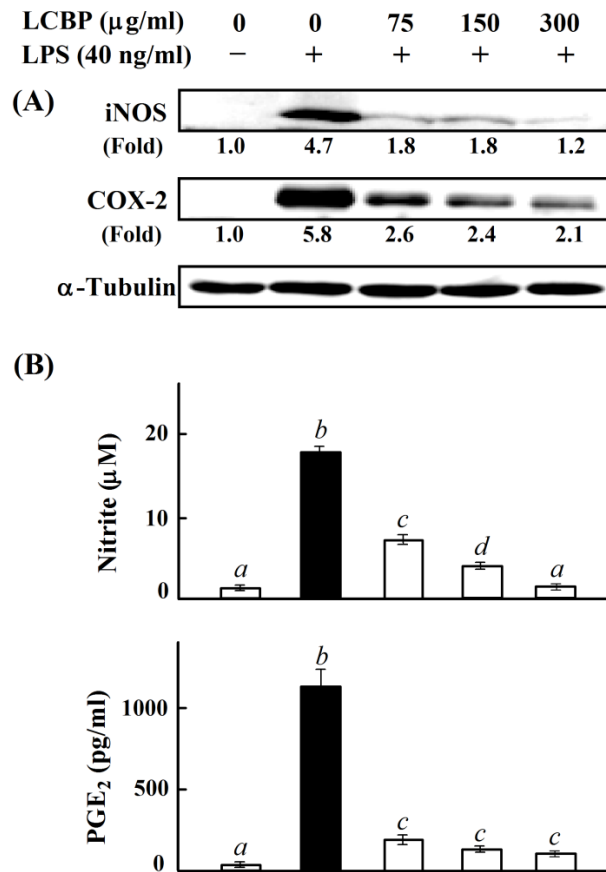 LCBP (μg/ml) 0 0 75 150 300
LPS (40 ng/ml) − + + + +
(A)
iNOS
(Fold) 1.0 4.7 1.8 1.8 1.2
COX-2
(Fold) 1.0 5.8 2.6 2.4 2.1
α-Tubulin
(B)
Nitrite (μM)
20
10
0
a b c d a
PGE₂ (pg/ml)
1000
500
0
a b c c c